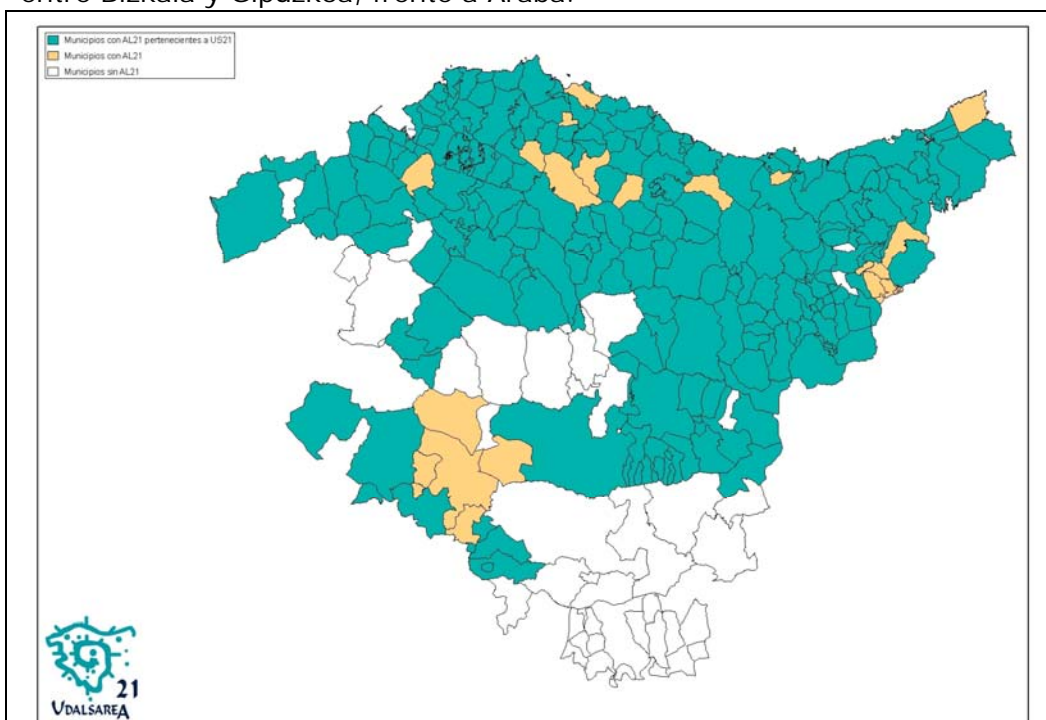 entre Bizkaia y Gipuzkoa, frente a Araba.
Municipios con AL21 pertenecientes a US21
Municipios con AL21
Municipios sin AL21
21
UDALSAREA